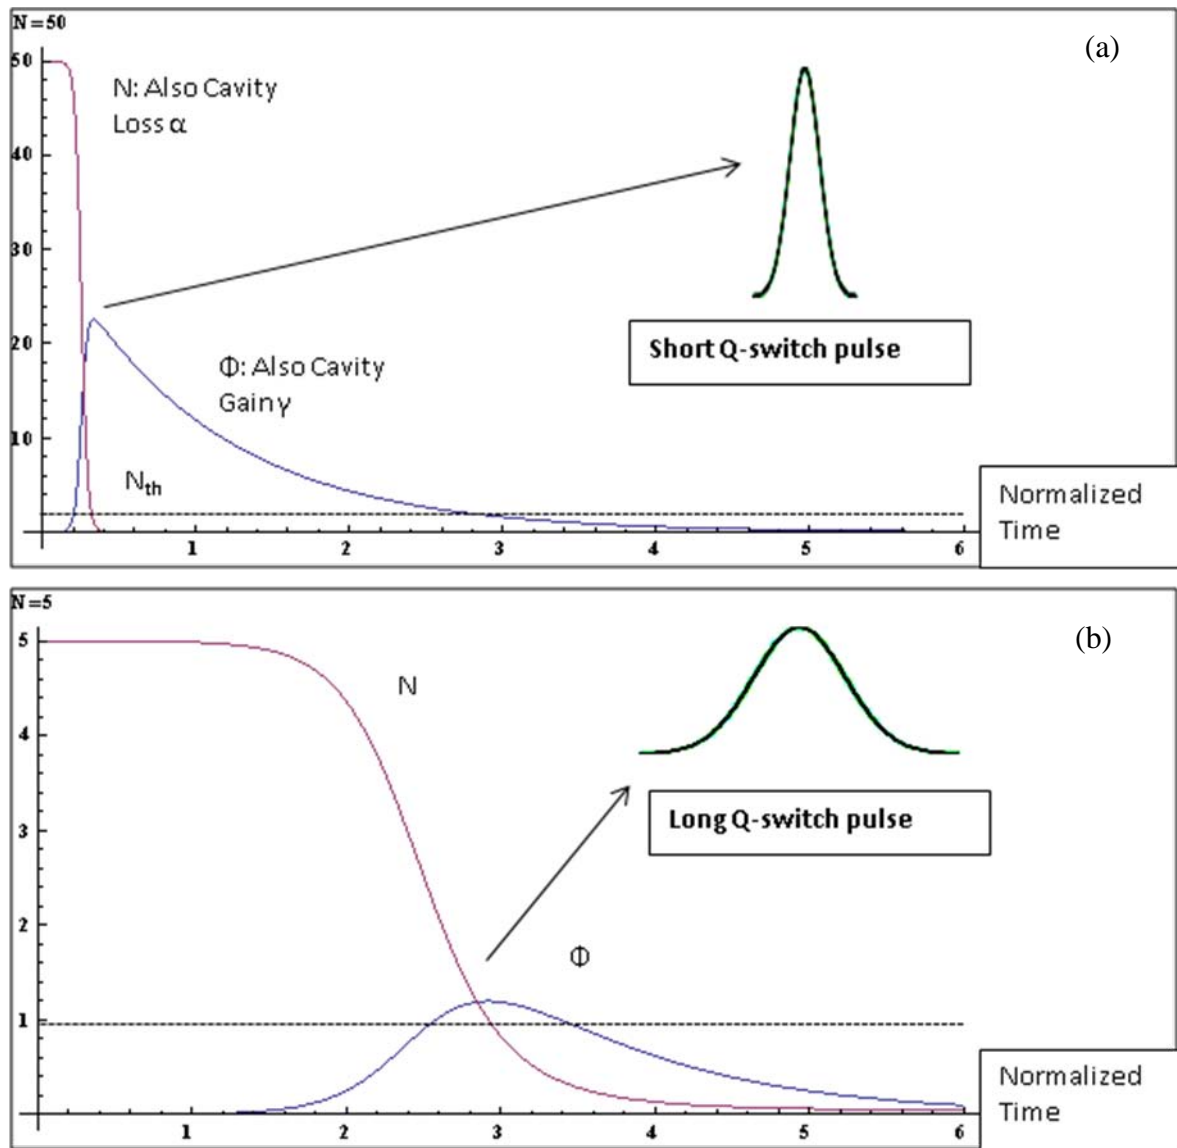 N=50
(a)
50
N: Also Cavity
Loss α
40
30
Short Q-switch pulse
20
Φ: Also Cavity
Gain γ
10
N_th
Normalized
Time
1 2 3 4 5 6
N=5
(b)
5
N
4
Long Q-switch pulse
3
2
Φ
1
Normalized
Time
1 2 3 4 5 6